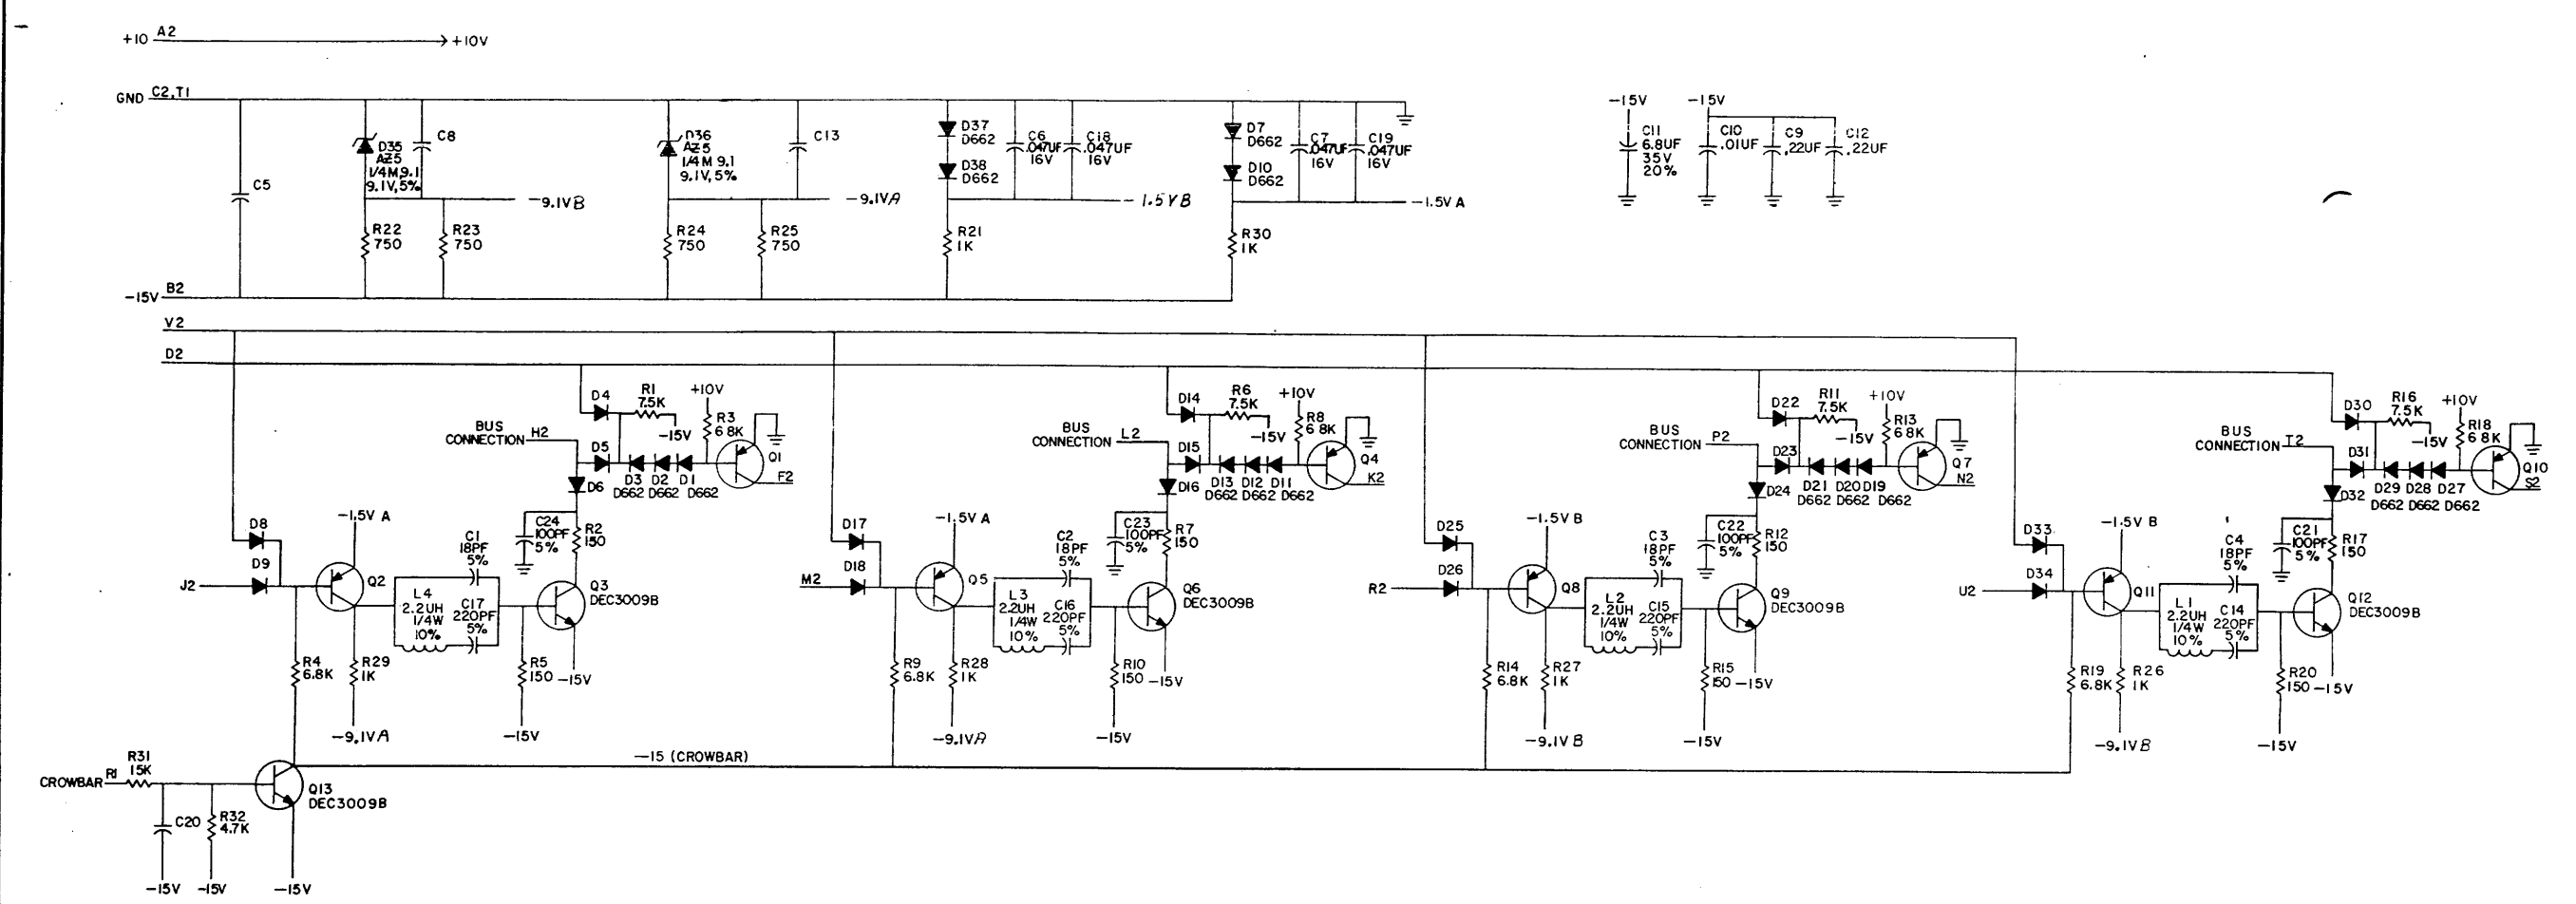 +10 A2 +10V
GND C2,T1
C5
D35
AZ5
1/4M,9.1
9.1V,5%
C8
-9.1VB
R22
750
R23
750
D36
AZ5
1/4M 9.1
9.1V,5%
C13
-9.1VA
R24
750
R25
750
D37
D662
D38
D662
C6
.047UF
16V
C18
.047UF
16V
-1.5VB
R21
1K
D7
D662
D10
D662
C7
.047UF
16V
C19
.047UF
16V
-1.5V A
R30
1K
-15V
C11
6.8UF
35V
20%
-15V
C10
.01UF
C9
.22UF
C12
.22UF
-15V B2
V2
D2
BUS
CONNECTION H2
D4
R1
7.5K
-15V
+10V
R3
6.8K
D5
D3
D662
D2
D662
D1
D662
Q1
F2
D6
C24
100PF
5%
R2
150
D8
D9
J2
-1.5V A
Q2
C1
18PF
5%
L4
2.2UH
1/4W
10%
C17
220PF
5%
Q3
DEC3009B
R4
6.8K
R29
1K
-9.1VA
R5
150
-15V
-15V
BUS
CONNECTION L2
D14
R6
7.5K
-15V
+10V
R8
6.8K
D15
D13
D662
D12
D662
D11
D662
Q4
K2
D16
C23
100PF
5%
R7
150
D17
D18
M2
-1.5V A
Q5
C2
18PF
5%
L3
2.2UH
1/4W
10%
C16
220PF
5%
Q6
DEC3009B
R9
6.8K
R28
1K
-9.1VA
R10
150
-15V
-15V
BUS
CONNECTION P2
D22
R11
7.5K
-15V
+10V
R13
6.8K
D23
D21
D662
D20
D662
D19
D662
Q7
N2
D24
C22
100PF
5%
R12
150
D25
D26
R2
-1.5V B
Q8
C3
18PF
5%
L2
2.2UH
1/4W
10%
C15
220PF
5%
Q9
DEC3009B
R14
6.8K
R27
1K
-9.1VB
R15
150
-15V
-15V
BUS
CONNECTION T2
D30
R16
7.5K
-15V
+10V
R18
6.8K
D31
D29
D662
D28
D662
D27
D662
Q10
S2
D32
C21
100PF
5%
R17
150
D33
D34
U2
-1.5V B
Q11
C4
18PF
5%
L1
2.2UH
1/4W
10%
C14
220PF
5%
Q12
DEC3009B
R19
6.8K
R26
1K
-9.1VB
R20
150
-15V
-15V
-15 (CROWBAR)
CROWBAR R1
R31
15K
Q13
DEC3009B
C20
R32
4.7K
-15V -15V -15V